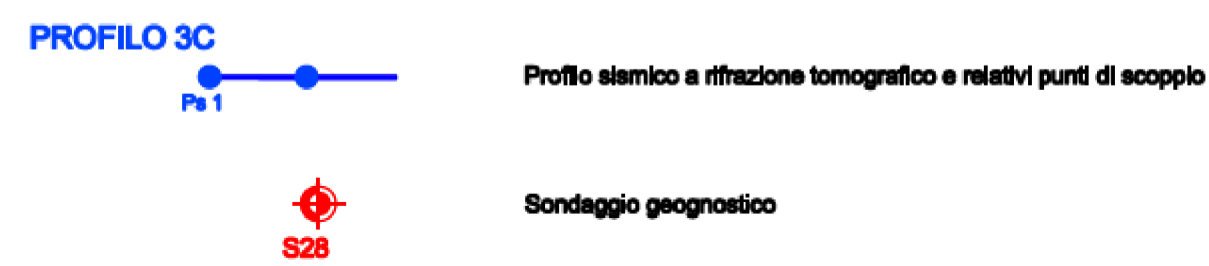 PROFILO 3C
Profilo sismico a rifrazione tomografico e relativi punti di scoppio
Ps 1
Sondaggio geognostico
S28